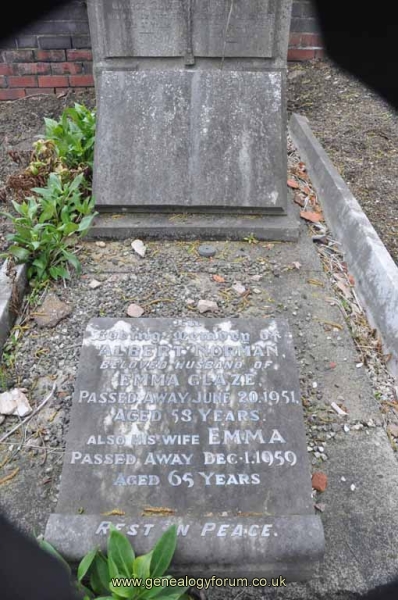 In Loving Memory of
ALBERT NORMAN,
BELOVED HUSBAND OF
EMMA GLAZIE.
PASSED AWAY JUNE 20.1951,
AGED 58 YEARS.
ALSO HIS WIFE EMMA
PASSED AWAY DEC.1.1959
AGED 65 YEARS
REST IN PEACE.
www.genealogyforum.co.uk